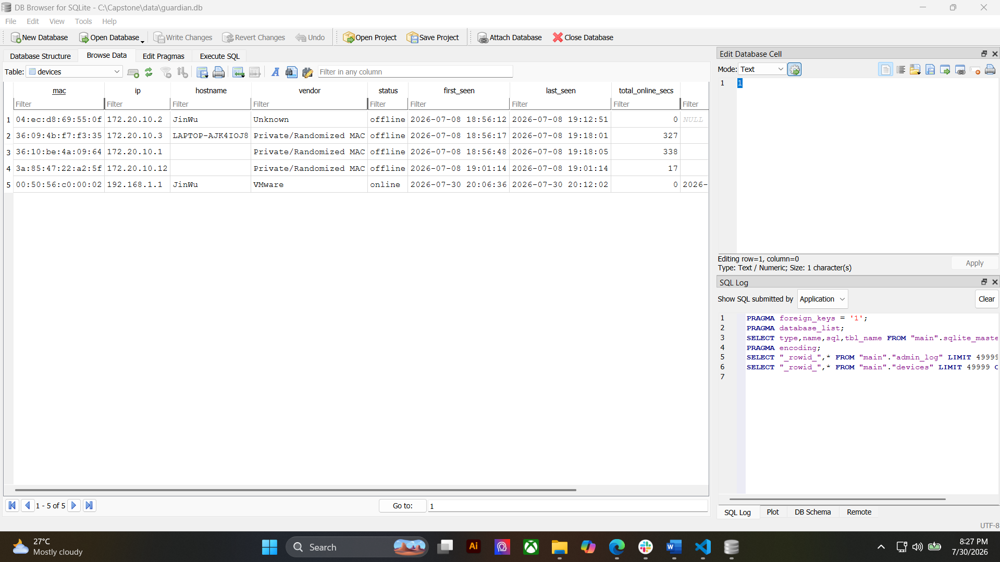 DB Browser for SQLite - C:\Capstone\data\guardian.db
File Edit View Tools Help
New Database Open Database Write Changes Revert Changes Undo Open Project Save Project Attach Database Close Database
Database Structure Browse Data Edit Pragmas Execute SQL
Table: devices Filter in any column
mac ip hostname vendor status first_seen last_seen total_online_secs
Filter Filter Filter Filter Filter Filter Filter Filter Filter
1 04:ec:d8:69:55:0f 172.20.10.2 JinWu Unknown offline 2026-07-08 18:56:12 2026-07-08 19:12:51 0 NULL
2 36:09:4b:f7:f3:35 172.20.10.3 LAPTOP-AJK4IOJ8 Private/Randomized MAC offline 2026-07-08 18:56:17 2026-07-08 19:18:01 327
3 36:10:be:4a:09:64 172.20.10.1 Private/Randomized MAC offline 2026-07-08 18:56:48 2026-07-08 19:18:05 338
4 3a:85:47:22:a2:5f 172.20.10.12 Private/Randomized MAC offline 2026-07-08 19:01:14 2026-07-08 19:01:14 17
5 00:50:56:c0:00:02 192.168.1.1 JinWu VMware online 2026-07-30 20:06:36 2026-07-30 20:12:02 0 2026-
1 - 5 of 5 Go to: 1
Edit Database Cell
Mode: Text
1 1
Editing row=1, column=0
Type: Text / Numeric; Size: 1 character(s)
Apply
SQL Log
Show SQL submitted by Application Clear
1 PRAGMA foreign_keys = '1';
2 PRAGMA database_list;
3 SELECT type,name,sql,tbl_name FROM "main".sqlite_maste
4 PRAGMA encoding;
5 SELECT "_rowid_",* FROM "main"."admin_log" LIMIT 49999
6 SELECT "_rowid_",* FROM "main"."devices" LIMIT 49999
7
SQL Log Plot DB Schema Remote
UTF-8
27°C
Mostly cloudy
Search
Ai
8:27 PM
7/30/2026